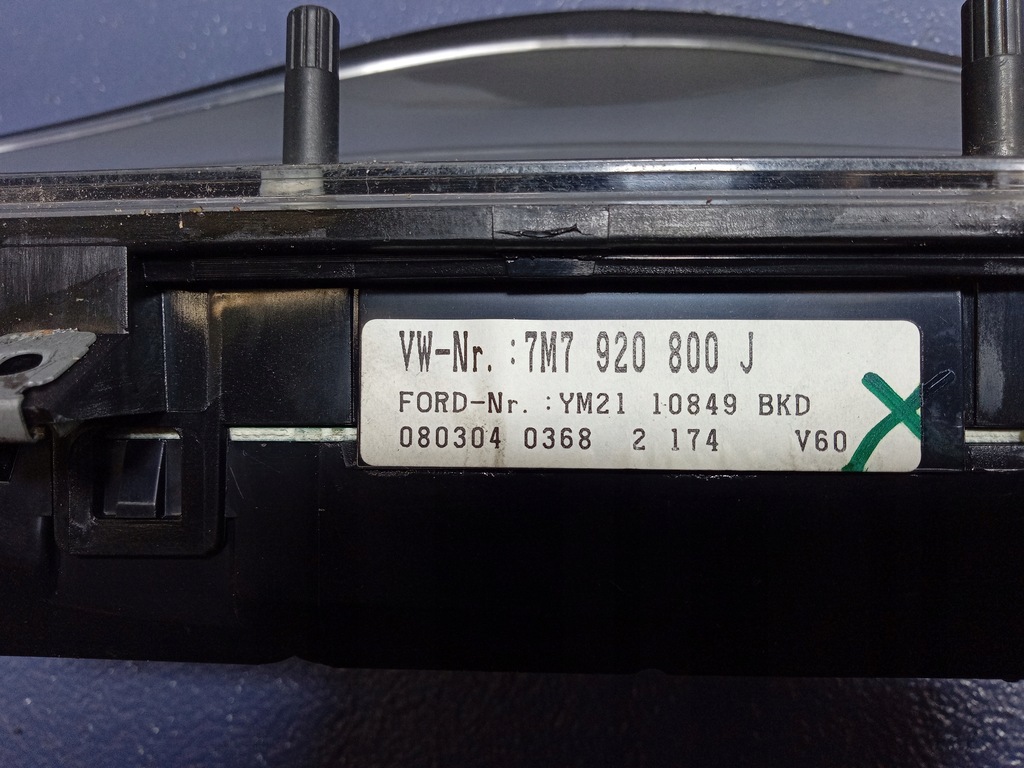 VW-Nr. :7M7 920 800 J
FORD-Nr. :YM21 10849 BKD
080304 0368 2 174 V60